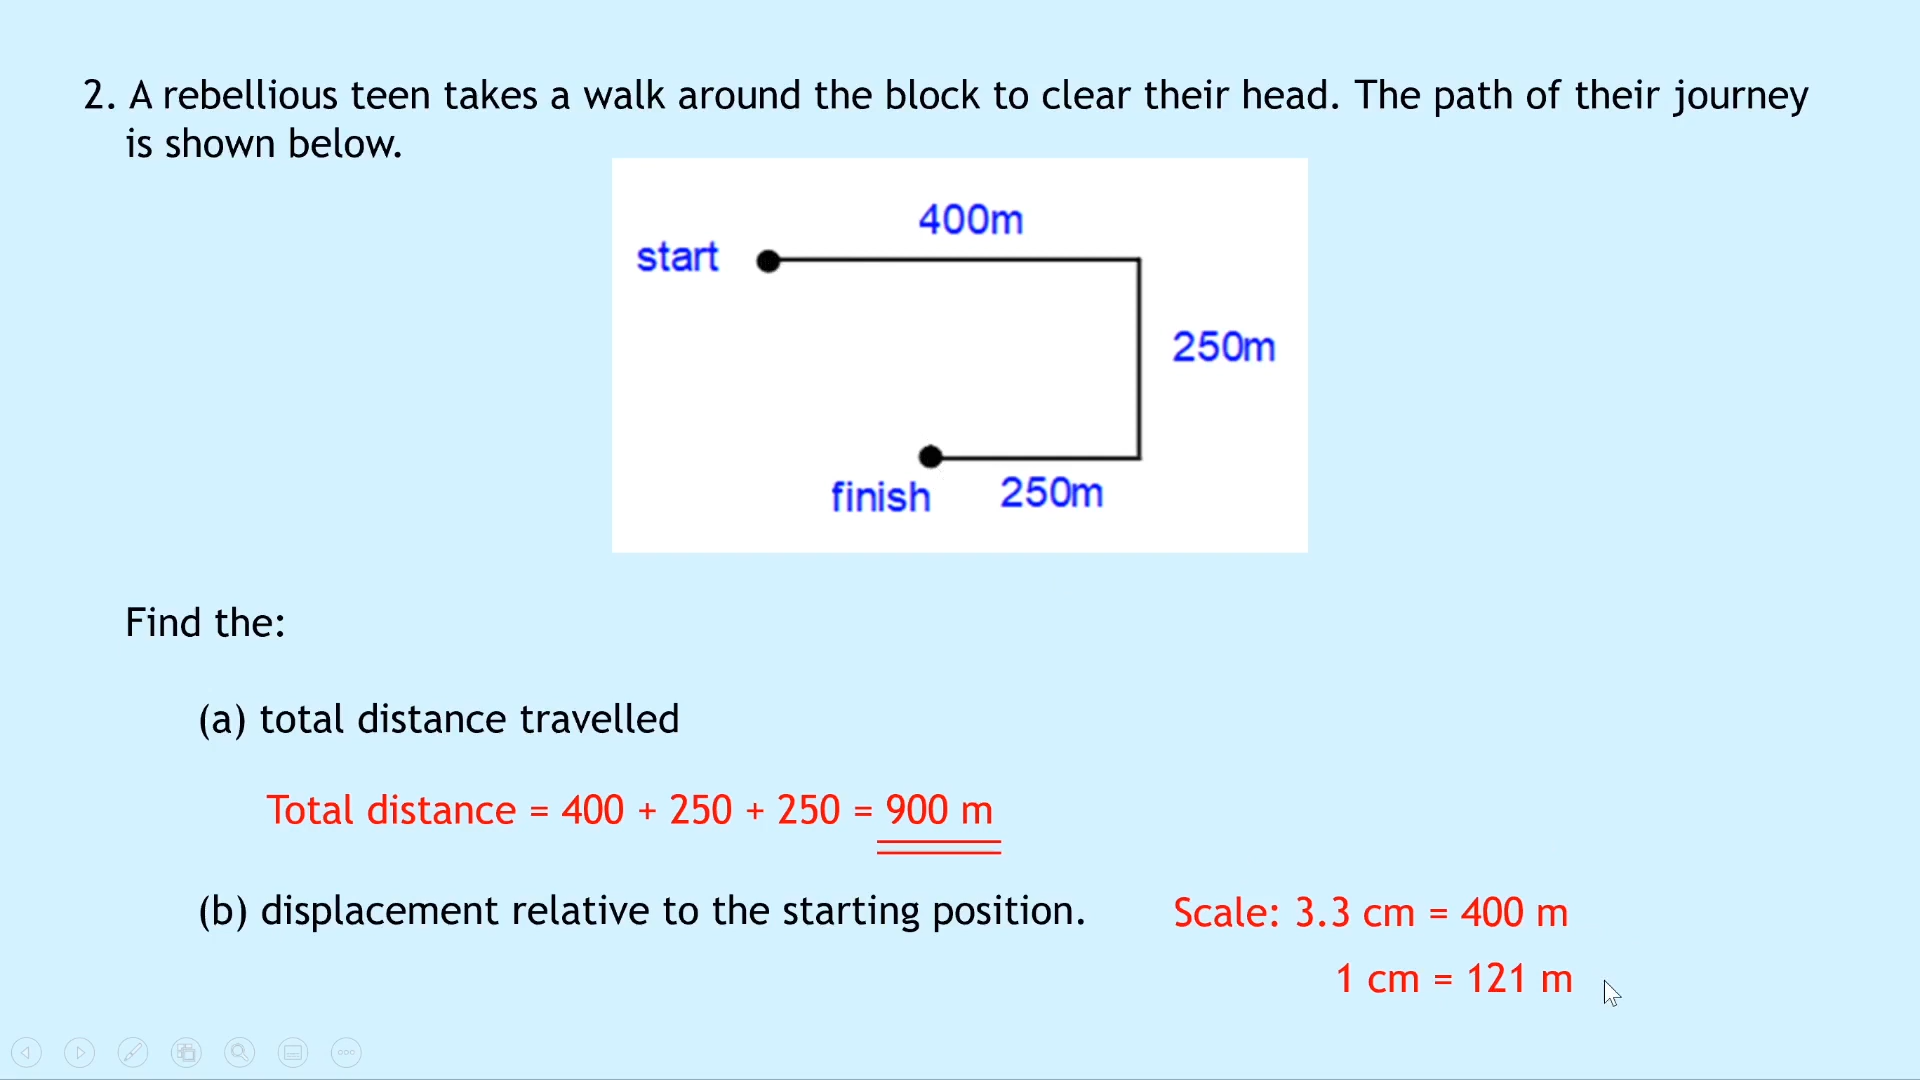 2. A rebellious teen takes a walk around the block to clear their head. The path of their journey
is shown below.
400m
start
250m
finish
250m
Find the:
(a) total distance travelled
Total distance = 400 + 250 + 250 = 900 m
(b) displacement relative to the starting position.
Scale: 3.3 cm = 400 m
1 cm = 121 m